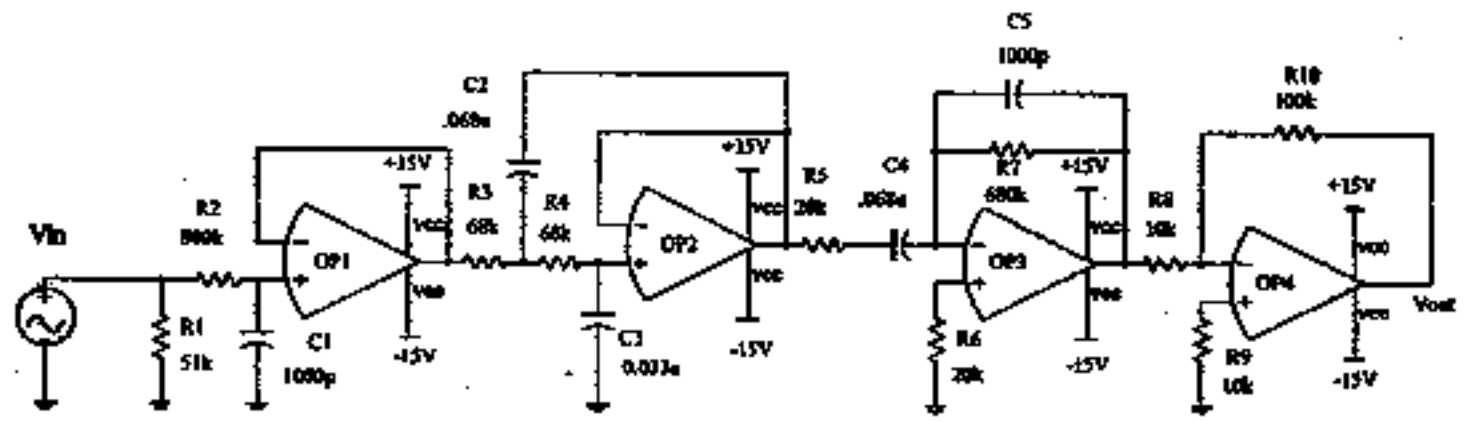 C5
1000p
R10
100k
C2
.068u
+15V
+15V
C4
R7
680k
+15V
+15V
R2
R3
68k
R4
68k
vcc
R5
20k
.068u
vcc
R8
10k
Vin
OP1
OP2
OP3
OP4
vcc
vcc
vee
vee
vee
Vout
R1
51k
C1
1000p
-15V
C3
0.033u
-15V
R6
20k
-15V
R9
10k
-15V